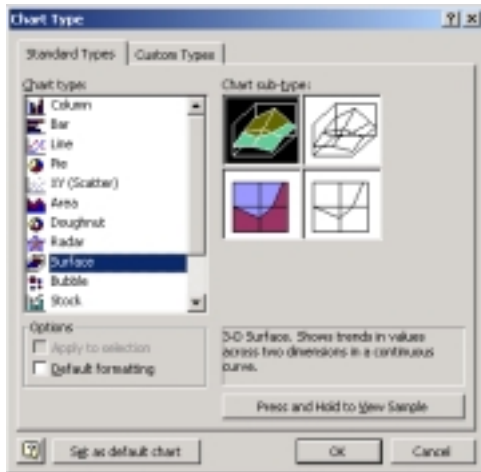 Chart Type
Standard Types
Custom Types
Chart type:
Chart sub-type:
Column
Bar
Line
Pie
XY (Scatter)
Area
Doughnut
Radar
Surface
Bubble
Stock
Options
Apply to selection
Default formatting
3-D Surface. Shows trends in values
across two dimensions in a continuous
curve.
Press and Hold to View Sample
Set as default chart
OK
Cancel